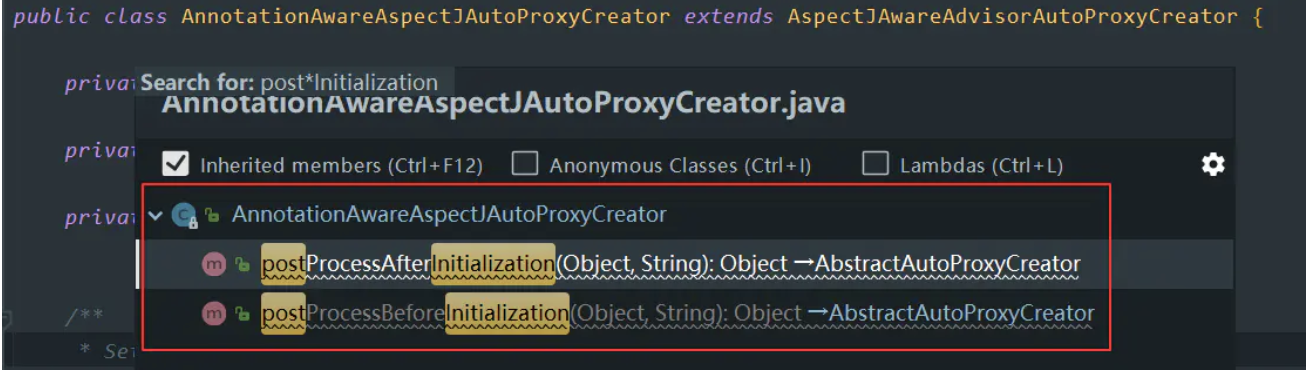 public class AnnotationAwareAspectJAutoProxyCreator extends AspectJAwareAdvisorAutoProxyCreator {
privat
Search for: post*Initialization
AnnotationAwareAspectJAutoProxyCreator.java
privat
Inherited members (Ctrl+F12) Anonymous Classes (Ctrl+I) Lambdas (Ctrl+L)
privat
AnnotationAwareAspectJAutoProxyCreator
postProcessAfterInitialization(Object, String): Object →AbstractAutoProxyCreator
postProcessBeforeInitialization(Object, String): Object →AbstractAutoProxyCreator
/**
* Set